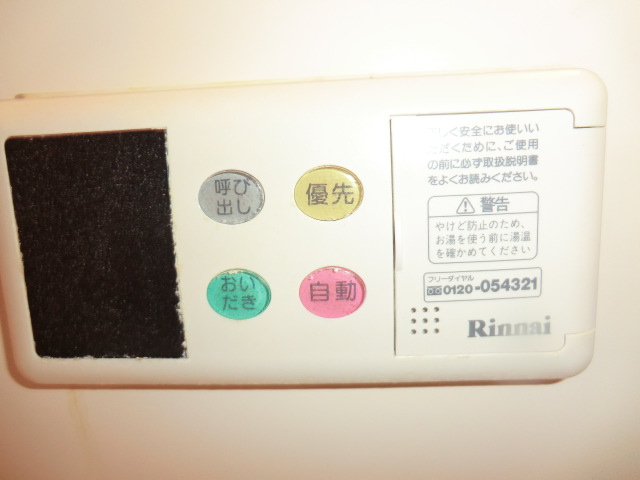 呼び
出し
優先
おい
だき
自動
しく安全にお使いい
ただくために、ご使用
の前に必ず取扱説明書
をよくお読みください。
警告
やけど防止のため、
お湯を使う前に湯温
を確かめてください
フリーダイヤル
0120-054321
Rinnai